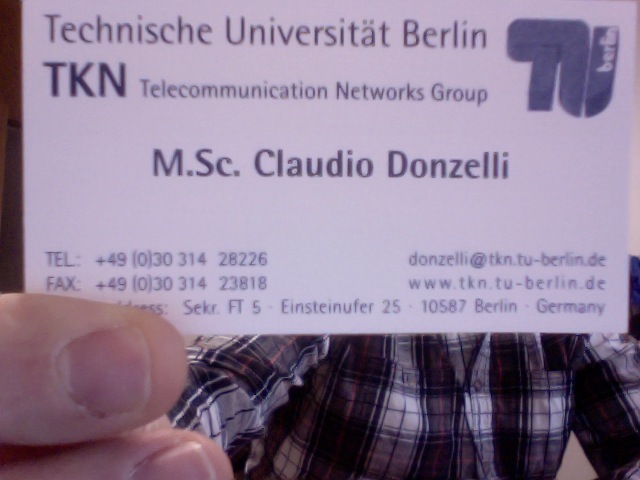 Technische Universität Berlin
TKN Telecommunication Networks Group
TU berlin
M.Sc. Claudio Donzelli
TEL.: +49 (0)30 314 28226
donzelli@tkn.tu-berlin.de
FAX: +49 (0)30 314 23818
www.tkn.tu-berlin.de
Sekr. FT 5 · Einsteinufer 25 · 10587 Berlin · Germany